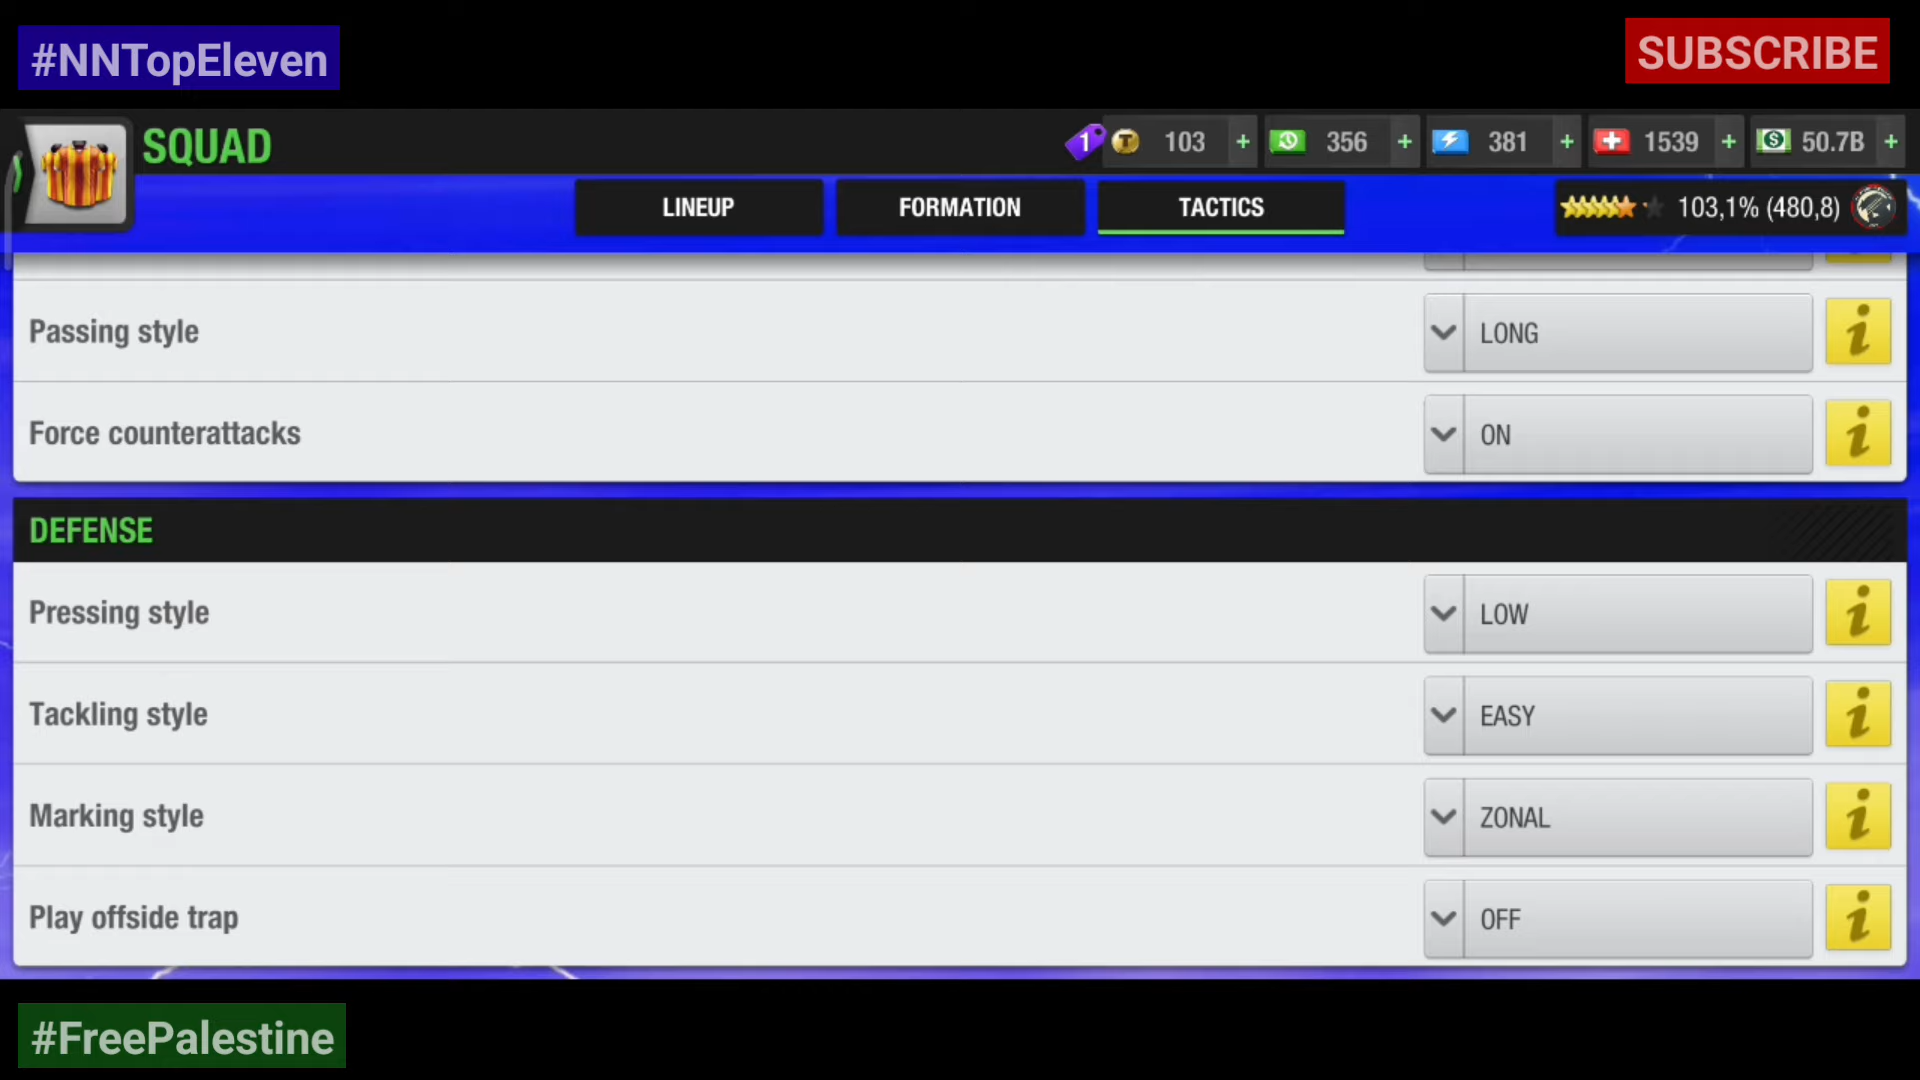 #NNTopEleven
SUBSCRIBE
SQUAD
1 T 103 + 356 + 381 + 1539 + $ 50.7B +
LINEUP FORMATION TACTICS 103,1% (480,8)
Passing style LONG i
Force counterattacks ON i
DEFENSE
Pressing style LOW i
Tackling style EASY i
Marking style ZONAL i
Play offside trap OFF i
#FreePalestine